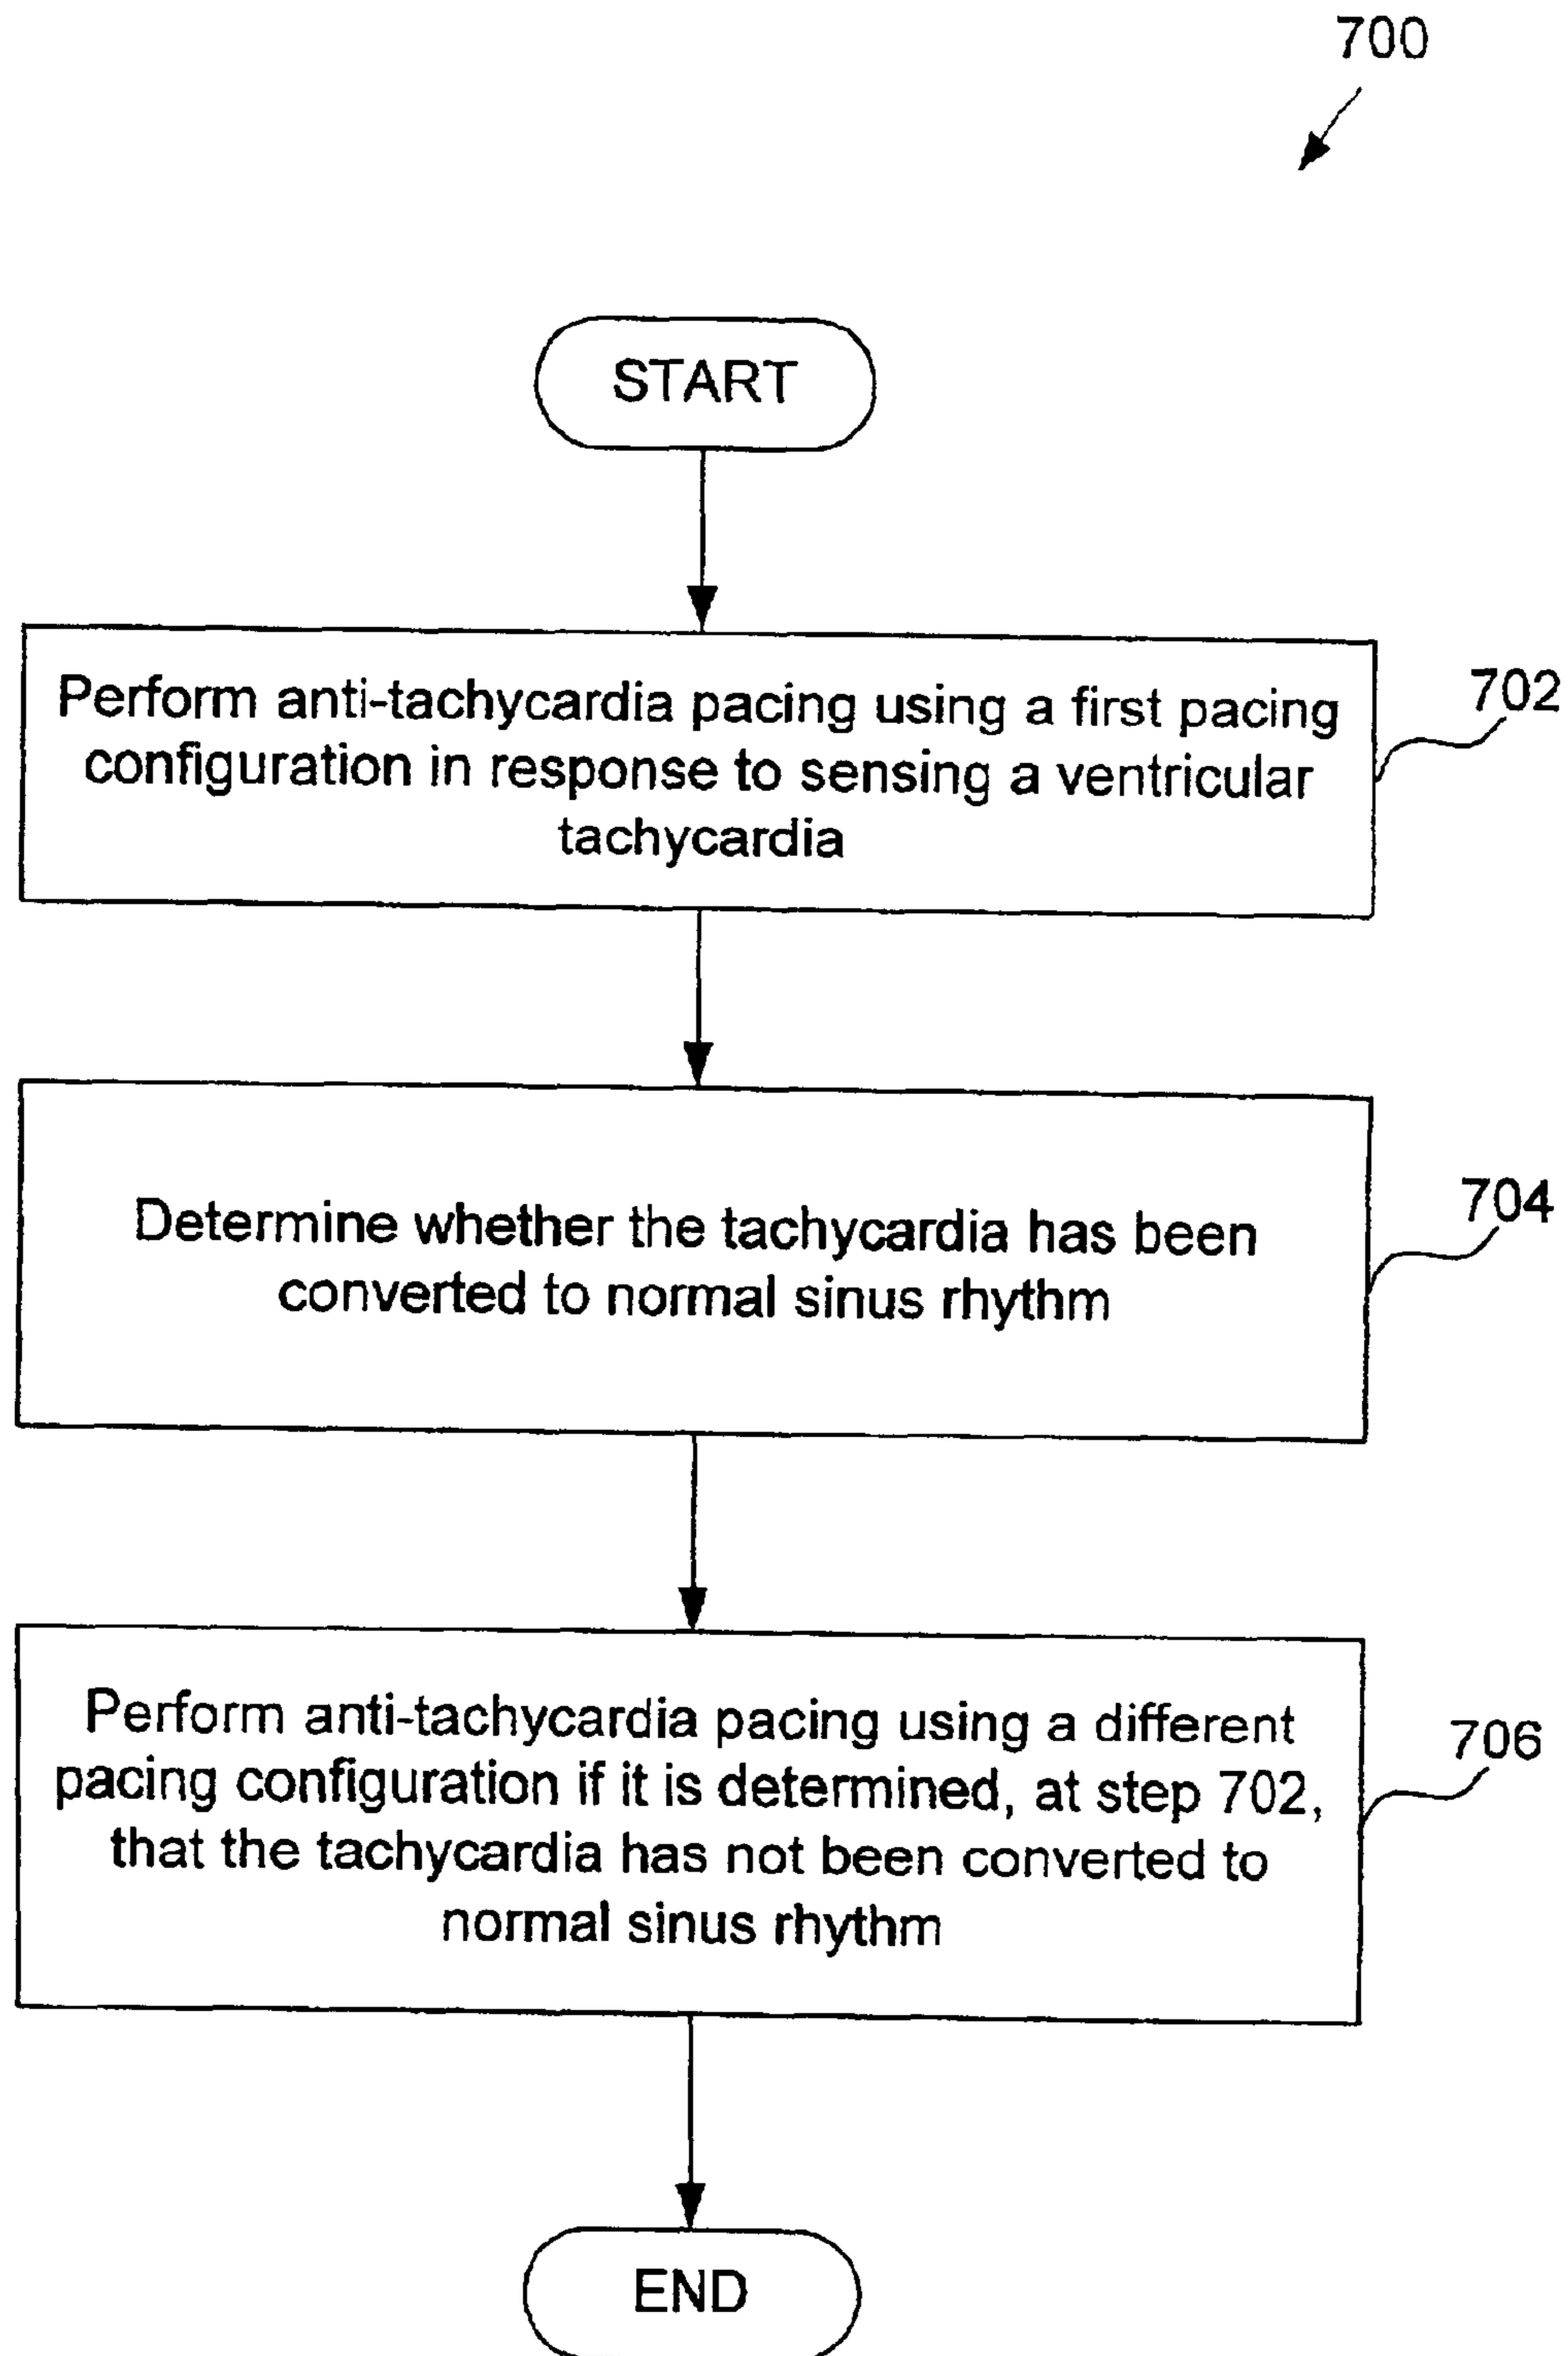 700
START
Perform anti-tachycardia pacing using a first pacing
configuration in response to sensing a ventricular
tachycardia
702
Determine whether the tachycardia has been
converted to normal sinus rhythm
704
Perform anti-tachycardia pacing using a different
pacing configuration if it is determined, at step 702,
that the tachycardia has not been converted to
normal sinus rhythm
706
END